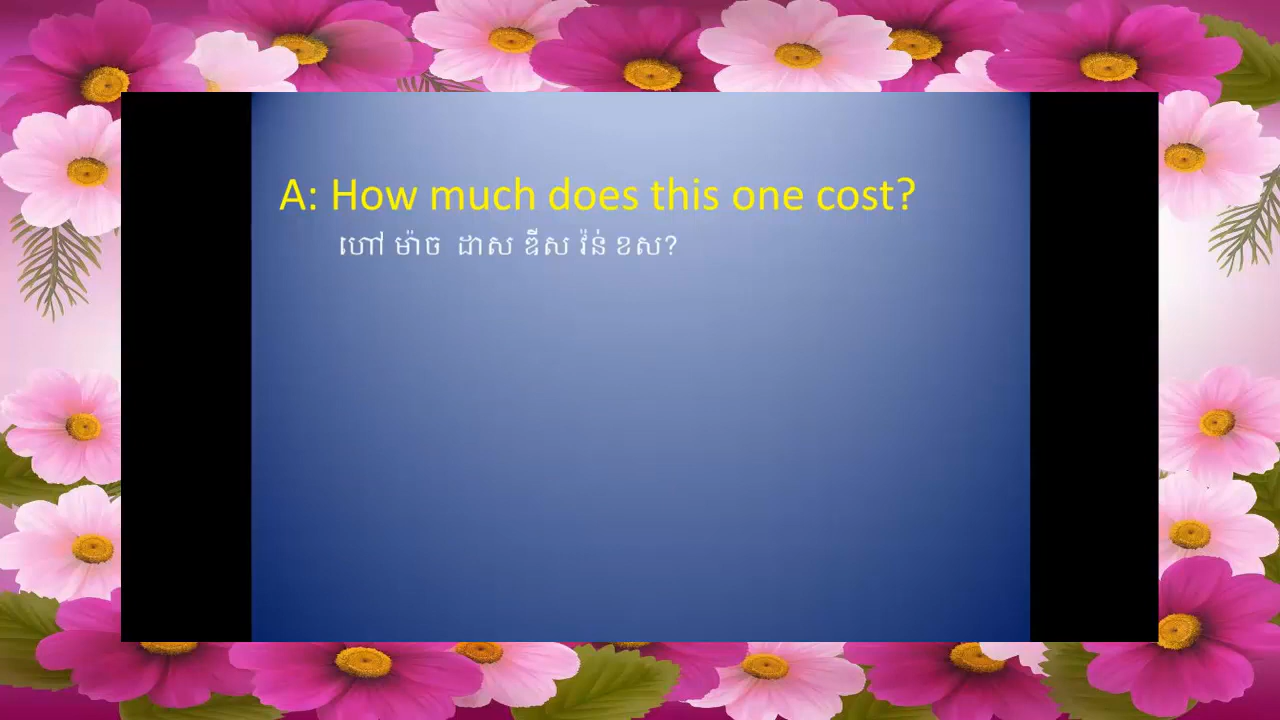 A: How much does this one cost?
ហៅ ម៉ាច ដាស ឌីស វ៉ន់ ខស?